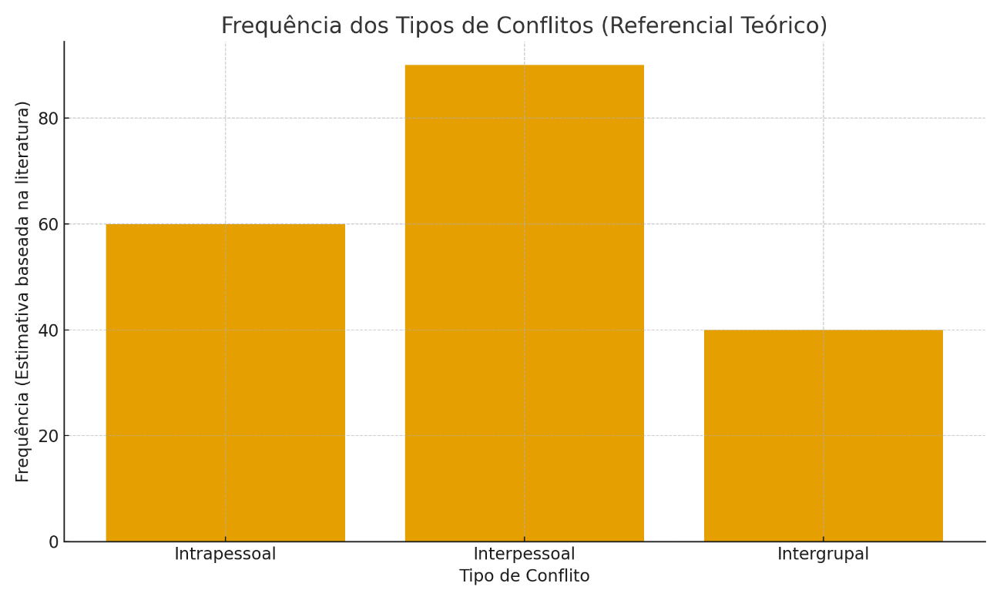 Frequência dos Tipos de Conflitos (Referencial Teórico)
Frequência (Estimativa baseada na literatura)
80
60
40
20
0
Intrapessoal
Interpessoal
Intergrupal
Tipo de Conflito